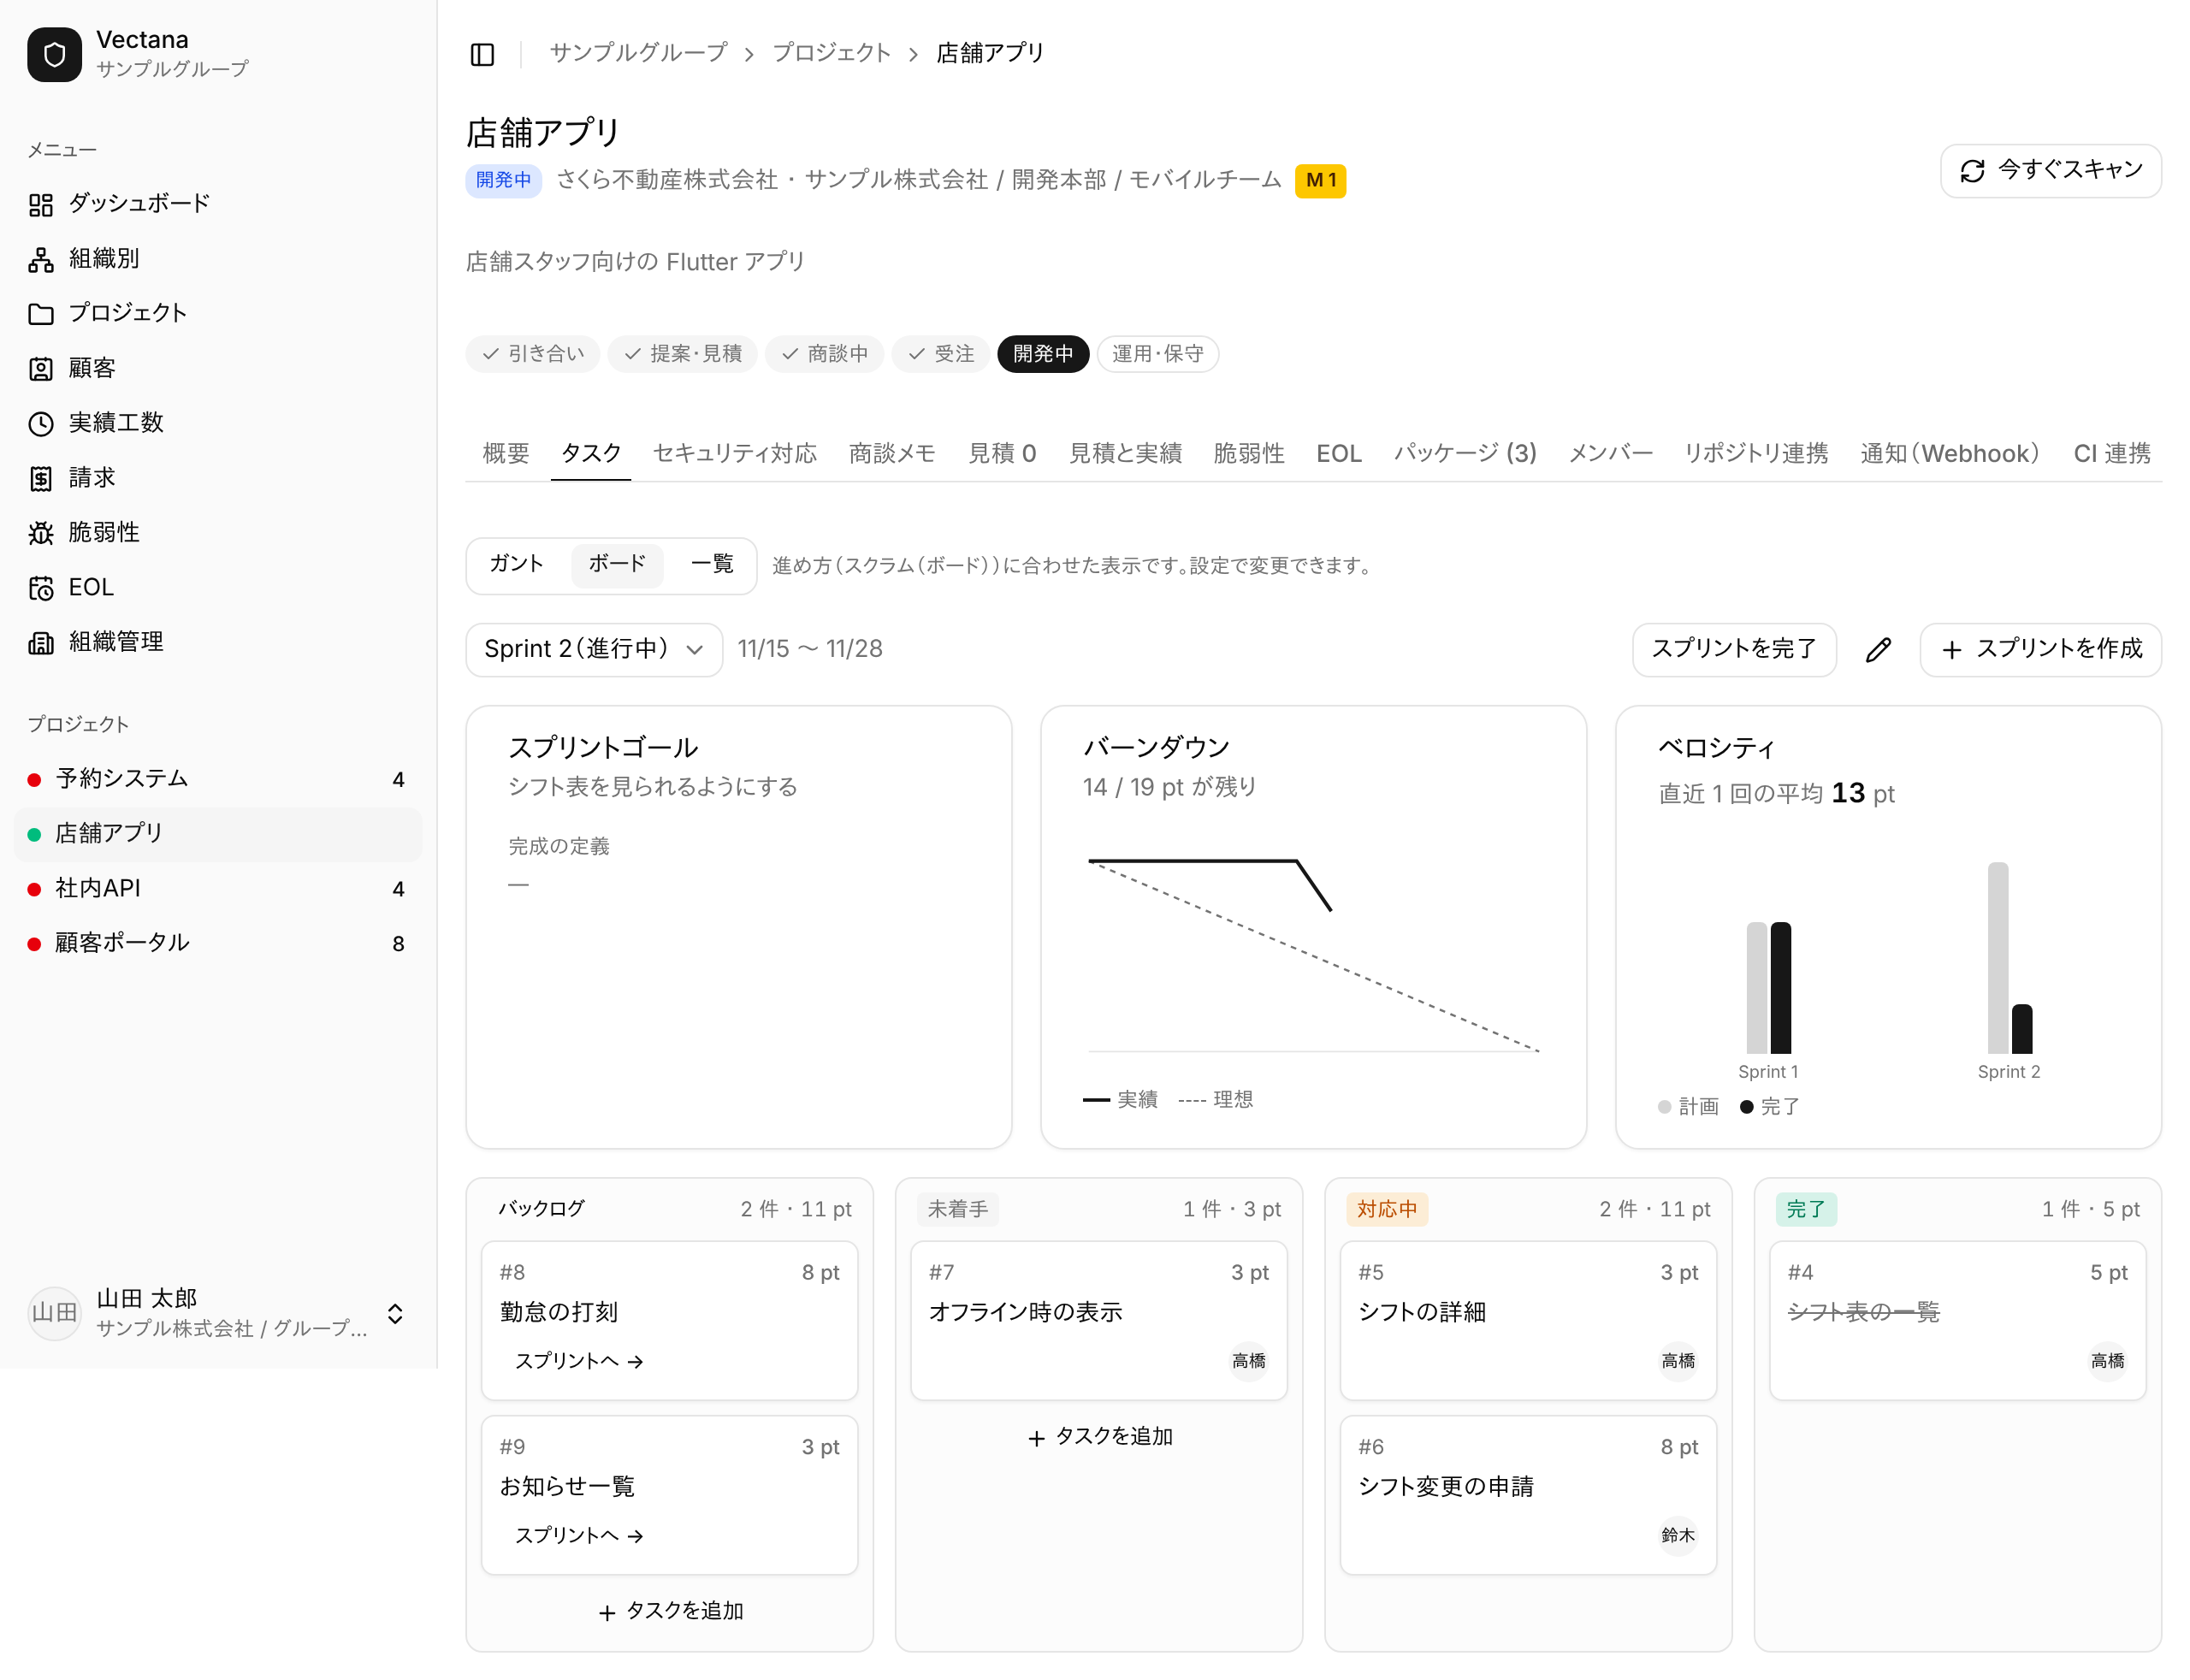 Vectana
サンプルグループ
メニュー
ダッシュボード
組織別
プロジェクト
顧客
実績工数
請求
脆弱性
EOL
組織管理
プロジェクト
予約システム 4
店舗アプリ
社内API 4
顧客ポータル 8
山田
山田 太郎
サンプル株式会社 / グループ...
サンプルグループ > プロジェクト > 店舗アプリ
店舗アプリ
開発中 さくら不動産株式会社・サンプル株式会社 / 開発本部 / モバイルチーム M 1
今すぐスキャン
店舗スタッフ向けの Flutter アプリ
引き合い 提案・見積 商談中 受注 開発中 運用・保守
概要 タスク セキュリティ対応 商談メモ 見積 0 見積と実績 脆弱性 EOL パッケージ (3) メンバー リポジトリ連携 通知（Webhook） CI 連携
ガント ボード 一覧 進め方（スクラム（ボード））に合わせた表示です。設定で変更できます。
Sprint 2（進行中） 11/15 〜 11/28 スプリントを完了 + スプリントを作成
スプリントゴール
シフト表を見られるようにする
完成の定義
—
バーンダウン
14 / 19 pt が残り
実績 理想
ベロシティ
直近 1 回の平均 13 pt
Sprint 1 Sprint 2
計画 完了
バックログ 2 件・11 pt
#8 8 pt
勤怠の打刻
スプリントへ →
#9 3 pt
お知らせ一覧
スプリントへ →
+ タスクを追加
未着手 1 件・3 pt
#7 3 pt
オフライン時の表示
高橋
+ タスクを追加
対応中 2 件・11 pt
#5 3 pt
シフトの詳細
高橋
#6 8 pt
シフト変更の申請
鈴木
完了 1 件・5 pt
#4 5 pt
シフト表の一覧
高橋